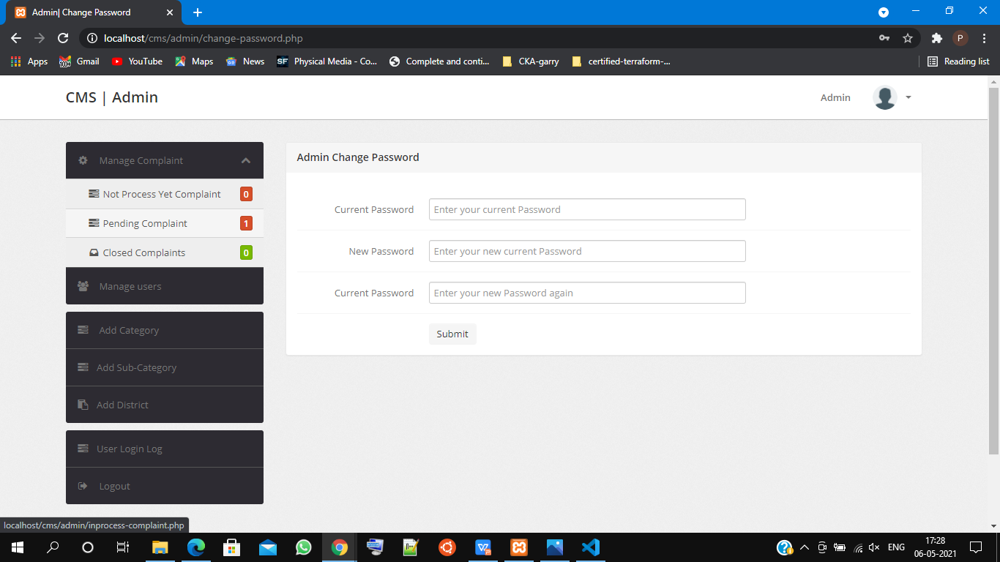 Admin| Change Password
localhost/cms/admin/change-password.php
P
Apps
100+
Gmail
YouTube
Maps
News
SF
Physical Media - Co...
Complete and conti...
CKA-garry
certified-terraform-...
Reading list
CMS | Admin
Admin
Manage Complaint
Not Process Yet Complaint 0
Pending Complaint 1
Closed Complaints 0
Manage users
Add Category
Add Sub-Category
Add District
User Login Log
Logout
Admin Change Password
Current Password Enter your current Password
New Password Enter your new current Password
Current Password Enter your new Password again
Submit
localhost/cms/admin/inprocess-complaint.php
ENG
17:28
06-05-2021